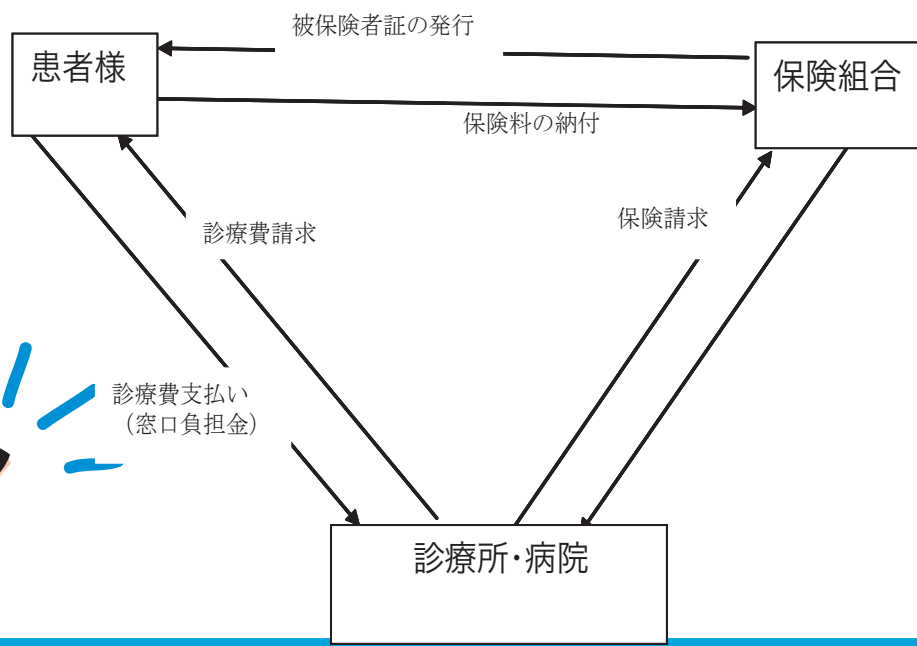 被保険者証の発行
患者様
保険組合
保険料の納付
診療費請求
保険請求
診療費支払い
（窓口負担金）
診療所・病院